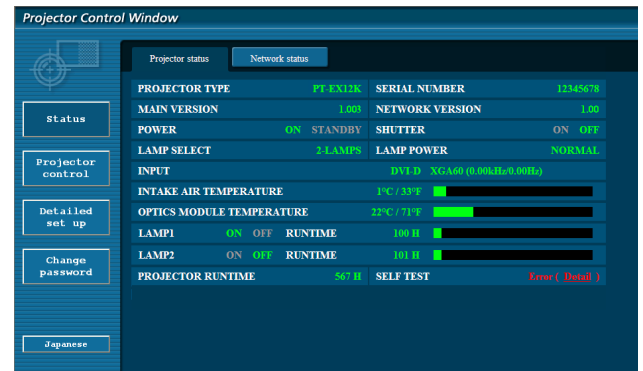 Projector Control Window
Projector status Network status
Status
Projector
control
Detailed
set up
Change
password
Japanese
PROJECTOR TYPE PT-EX12K SERIAL NUMBER 12345678
MAIN VERSION 1.003 NETWORK VERSION 1.00
POWER ON STANDBY SHUTTER ON OFF
LAMP SELECT 2-LAMPS LAMP POWER NORMAL
INPUT DVI-D XGA60 (0.00kHz/0.00Hz)
INTAKE AIR TEMPERATURE 1°C / 33°F
OPTICS MODULE TEMPERATURE 22°C / 71°F
LAMP1 ON OFF RUNTIME 100 H
LAMP2 ON OFF RUNTIME 101 H
PROJECTOR RUNTIME 567 H SELF TEST Error ( Detail )